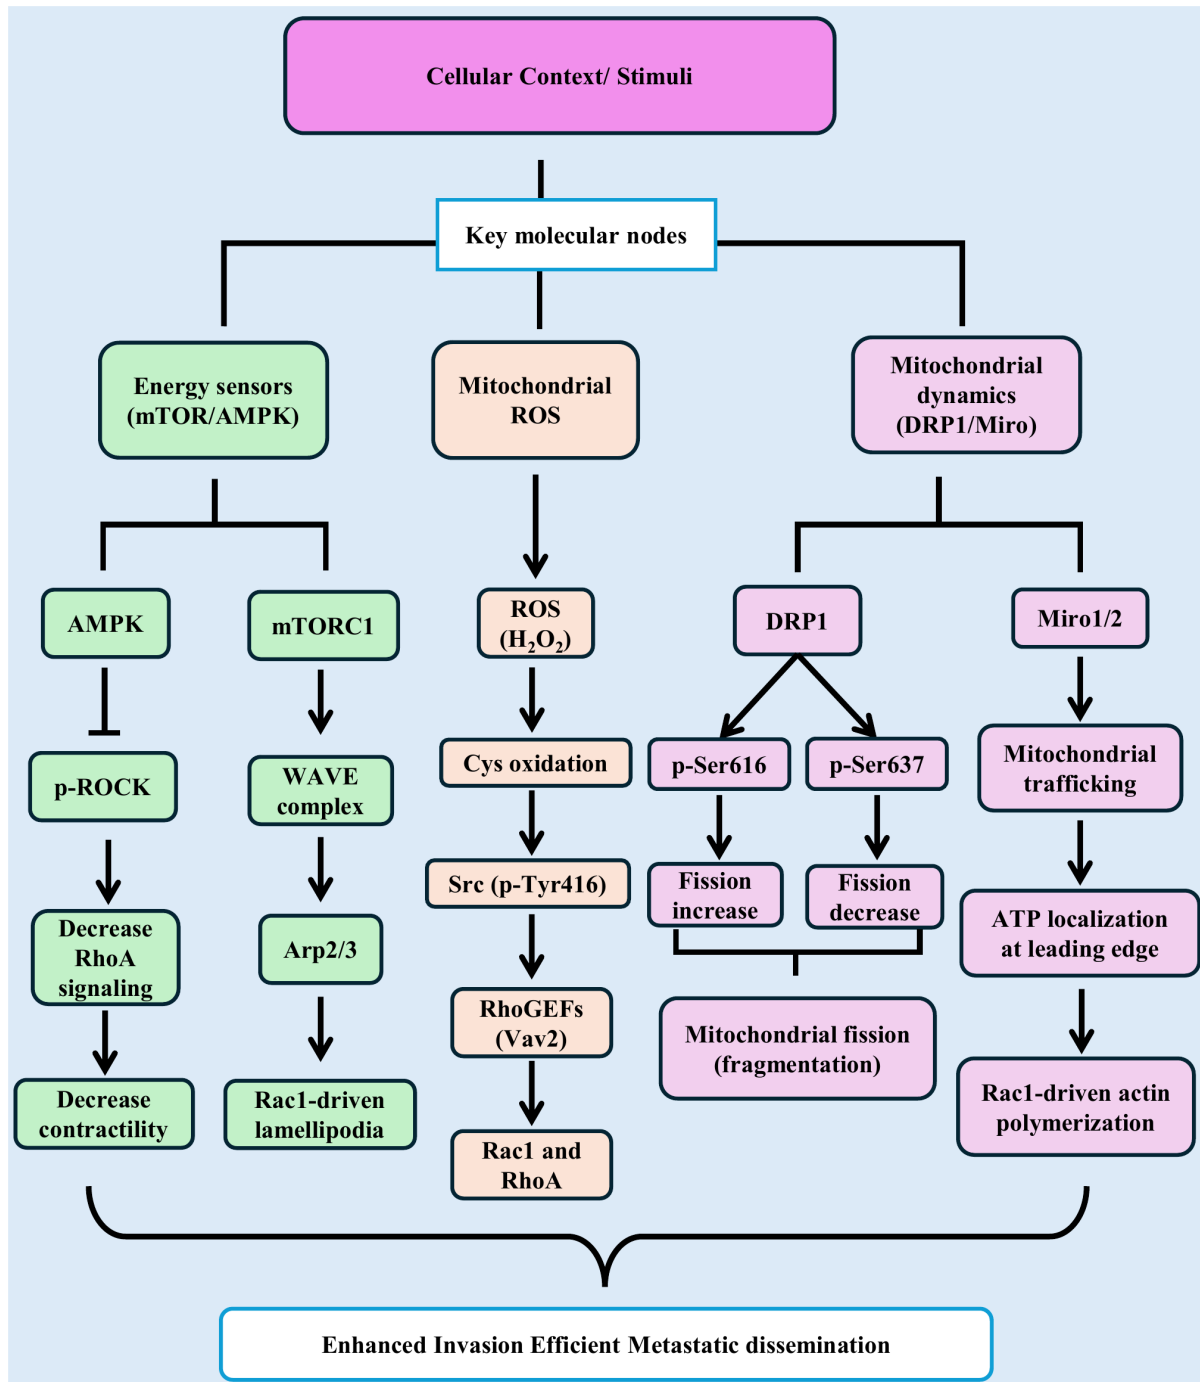 Cellular Context/ Stimuli
Key molecular nodes
Energy sensors
(mTOR/AMPK)
Mitochondrial
ROS
Mitochondrial
dynamics
(DRP1/Miro)
AMPK
mTORC1
ROS
(H₂O₂)
DRP1
Miro1/2
p-ROCK
WAVE
complex
Cys oxidation
p-Ser616
p-Ser637
Mitochondrial
trafficking
Decrease
RhoA
signaling
Arp2/3
Src (p-Tyr416)
Fission
increase
Fission
decrease
ATP localization
at leading edge
RhoGEFs
(Vav2)
Mitochondrial fission
(fragmentation)
Decrease
contractility
Rac1-driven
lamellipodia
Rac1 and
RhoA
Rac1-driven actin
polymerization
Enhanced Invasion Efficient Metastatic dissemination